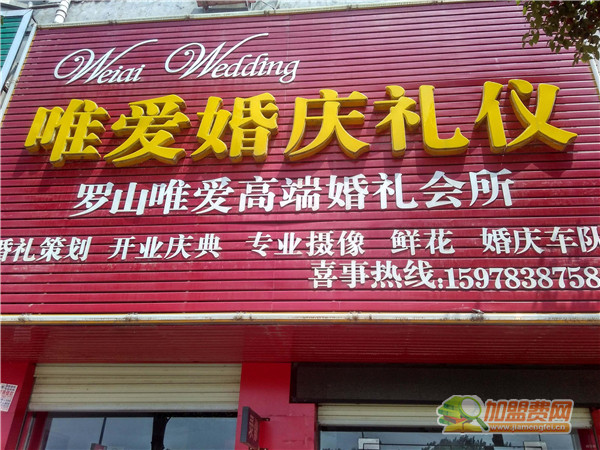 Weiai Wedding
唯爱婚庆礼仪
罗山唯爱高端婚礼会所
婚礼策划 开业庆典 专业摄像 鲜花 婚庆车队
喜事热线:1597838758
加盟费网
www.jiamengfei.cn